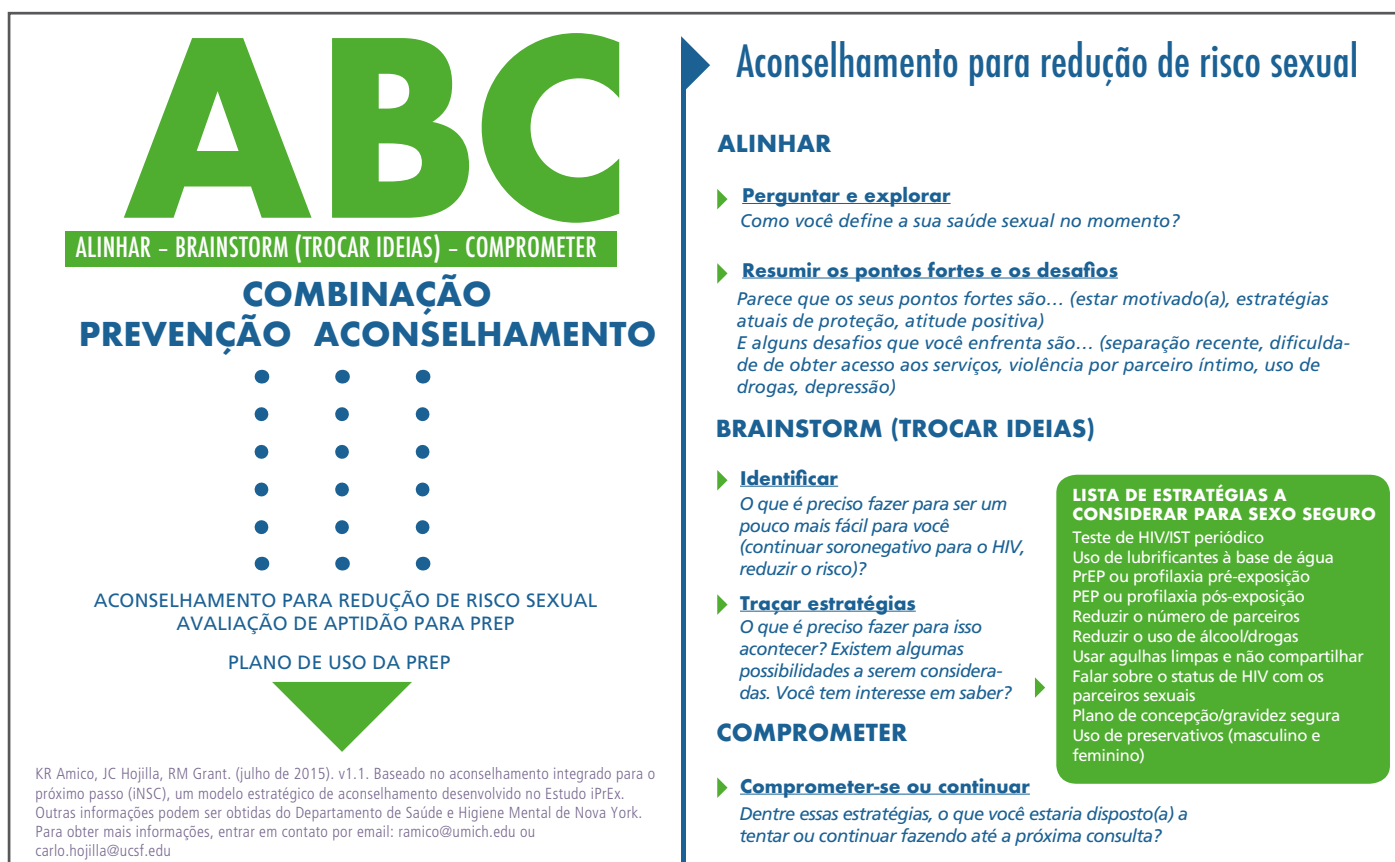 ABC
ALINHAR – BRAINSTORM (TROCAR IDEIAS) – COMPROMETER
COMBINAÇÃO
PREVENÇÃO ACONSELHAMENTO
ACONSELHAMENTO PARA REDUÇÃO DE RISCO SEXUAL
AVALIAÇÃO DE APTIDÃO PARA PREP
PLANO DE USO DA PREP
KR Amico, JC Hojilla, RM Grant. (julho de 2015). v1.1. Baseado no aconselhamento integrado para o
próximo passo (iNSC), um modelo estratégico de aconselhamento desenvolvido no Estudo iPrEx.
Outras informações podem ser obtidas do Departamento de Saúde e Higiene Mental de Nova York.
Para obter mais informações, entrar em contato por email: ramico@umich.edu ou
carlo.hojilla@ucsf.edu
Aconselhamento para redução de risco sexual
ALINHAR
Perguntar e explorar
Como você define a sua saúde sexual no momento?
Resumir os pontos fortes e os desafios
Parece que os seus pontos fortes são… (estar motivado(a), estratégias
atuais de proteção, atitude positiva)
E alguns desafios que você enfrenta são… (separação recente, dificulda-
de de obter acesso aos serviços, violência por parceiro íntimo, uso de
drogas, depressão)
BRAINSTORM (TROCAR IDEIAS)
Identificar
O que é preciso fazer para ser um
pouco mais fácil para você
(continuar soronegativo para o HIV,
reduzir o risco)?
Traçar estratégias
O que é preciso fazer para isso
acontecer? Existem algumas
possibilidades a serem considera-
das. Você tem interesse em saber?
LISTA DE ESTRATÉGIAS A
CONSIDERAR PARA SEXO SEGURO
Teste de HIV/IST periódico
Uso de lubrificantes à base de água
PrEP ou profilaxia pré-exposição
PEP ou profilaxia pós-exposição
Reduzir o número de parceiros
Reduzir o uso de álcool/drogas
Usar agulhas limpas e não compartilhar
Falar sobre o status de HIV com os
parceiros sexuais
Plano de concepção/gravidez segura
Uso de preservativos (masculino e
feminino)
COMPROMETER
Comprometer-se ou continuar
Dentre essas estratégias, o que você estaria disposto(a) a
tentar ou continuar fazendo até a próxima consulta?